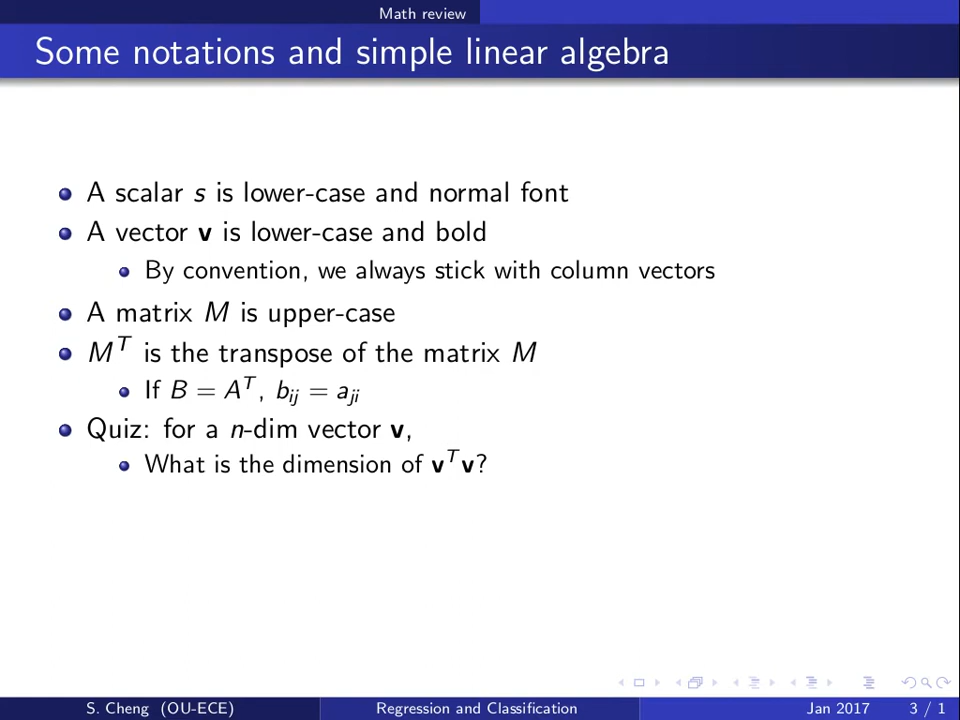 Math review
Some notations and simple linear algebra
A scalar s is lower-case and normal font
A vector v is lower-case and bold
By convention, we always stick with column vectors
A matrix M is upper-case
M^T is the transpose of the matrix M
If B = A^T, b_ij = a_ji
Quiz: for a n-dim vector v,
What is the dimension of v^T v?
S. Cheng (OU-ECE) Regression and Classification Jan 2017 3 / 1